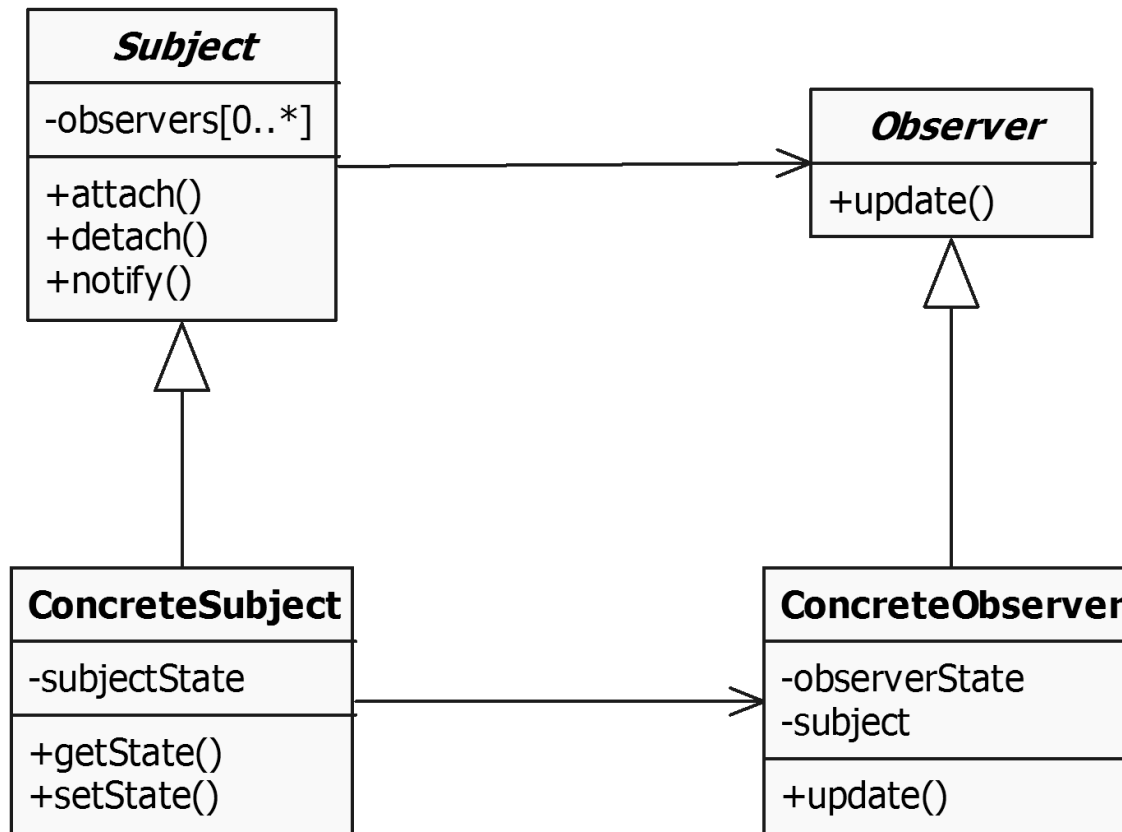 Subject
-observers[0..*]
+attach()
+detach()
+notify()
Observer
+update()
ConcreteSubject
-subjectState
+getState()
+setState()
ConcreteObserver
-observerState
-subject
+update()